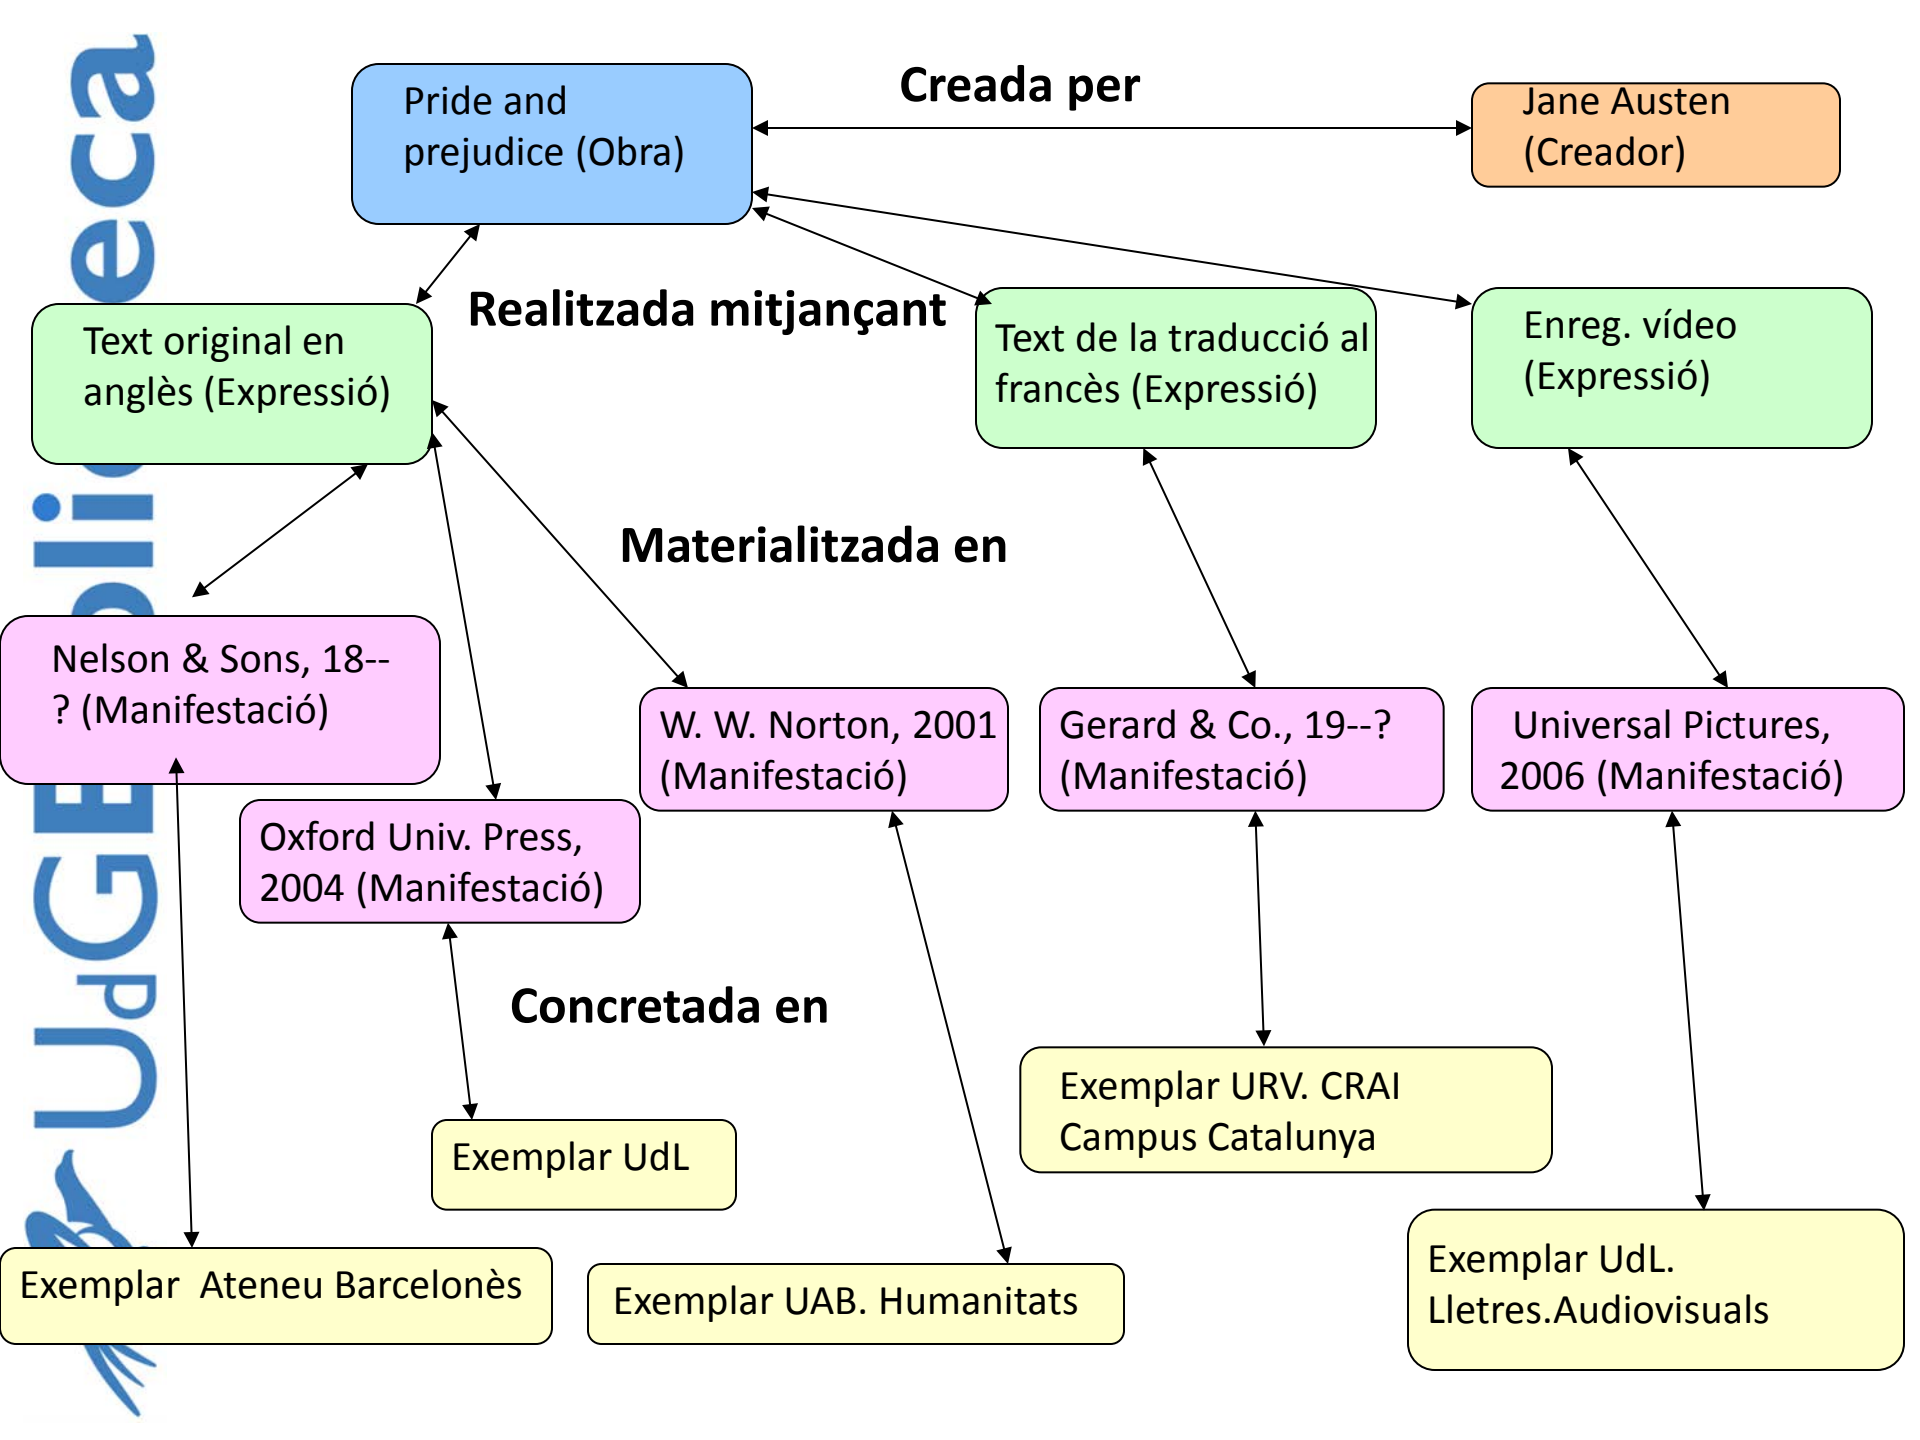 Pride and
prejudice (Obra)
Creada per
Jane Austen
(Creador)
Realitzada mitjançant
Text original en
anglès (Expressió)
Text de la traducció al
francès (Expressió)
Enreg. vídeo
(Expressió)
Materialitzada en
Nelson & Sons, 18--
? (Manifestació)
Oxford Univ. Press,
2004 (Manifestació)
W. W. Norton, 2001
(Manifestació)
Gerard & Co., 19--?
(Manifestació)
Universal Pictures,
2006 (Manifestació)
Concretada en
Exemplar URV. CRAI
Campus Catalunya
Exemplar UdL
Exemplar  Ateneu Barcelonès
Exemplar UAB. Humanitats
Exemplar UdL.
Lletres.Audiovisuals